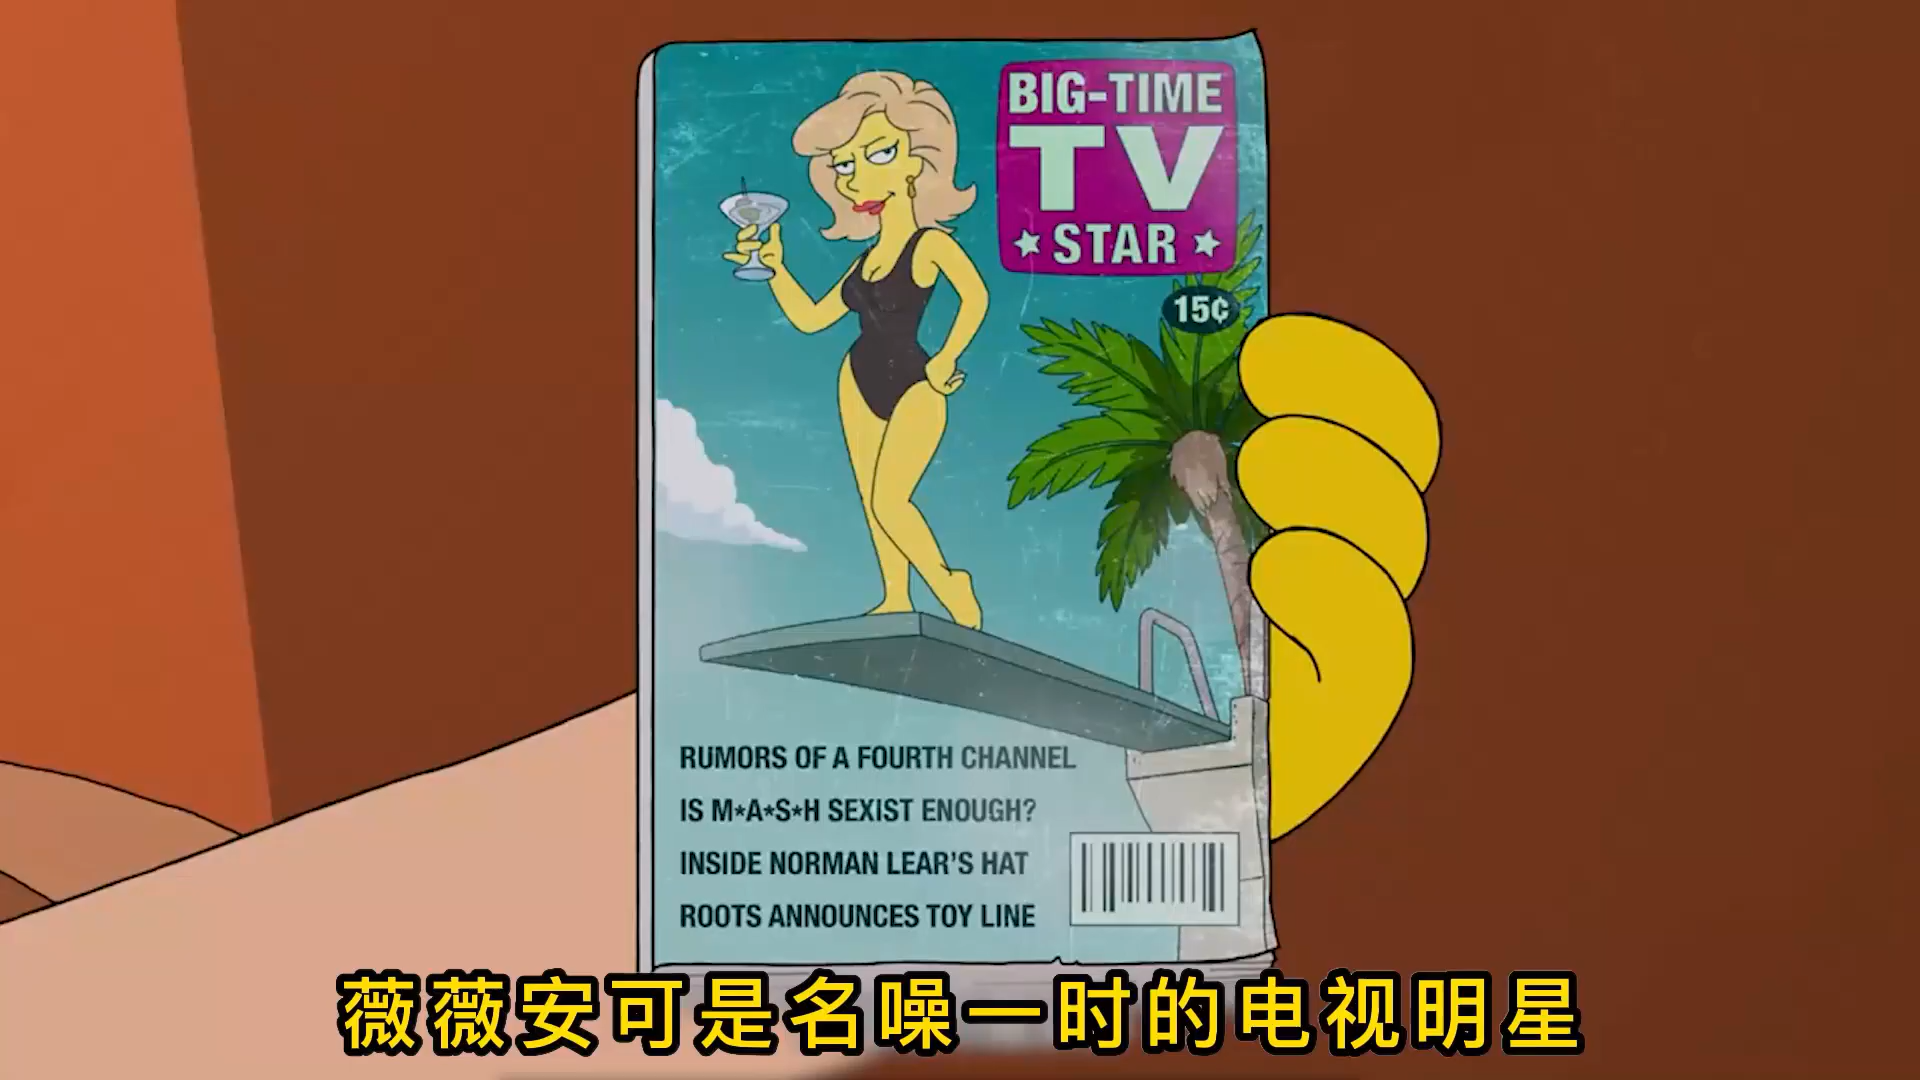 BIG-TIME
TV
★ STAR ★
15¢
RUMORS OF A FOURTH CHANNEL
IS M*A*S*H SEXIST ENOUGH?
INSIDE NORMAN LEAR'S HAT
ROOTS ANNOUNCES TOY LINE
薇薇安可是名噪一时的电视明星